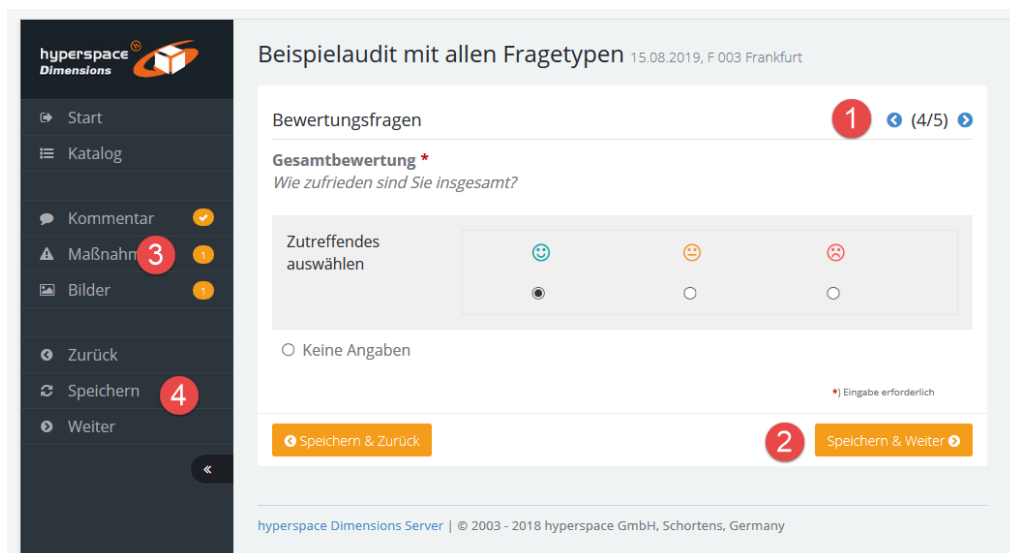 hyperspace
Dimensions
Start
Katalog
Kommentar
Maßnahm 3 1
Bilder 1
Zurück
Speichern 4
Weiter
«
Beispielaudit mit allen Fragetypen 15.08.2019, F 003 Frankfurt
Bewertungsfragen 1 (4/5)
Gesamtbewertung *
Wie zufrieden sind Sie insgesamt?
Zutreffendes
auswählen
Keine Angaben
*) Eingabe erforderlich
Speichern & Zurück 2 Speichern & Weiter
hyperspace Dimensions Server | © 2003 - 2018 hyperspace GmbH, Schortens, Germany